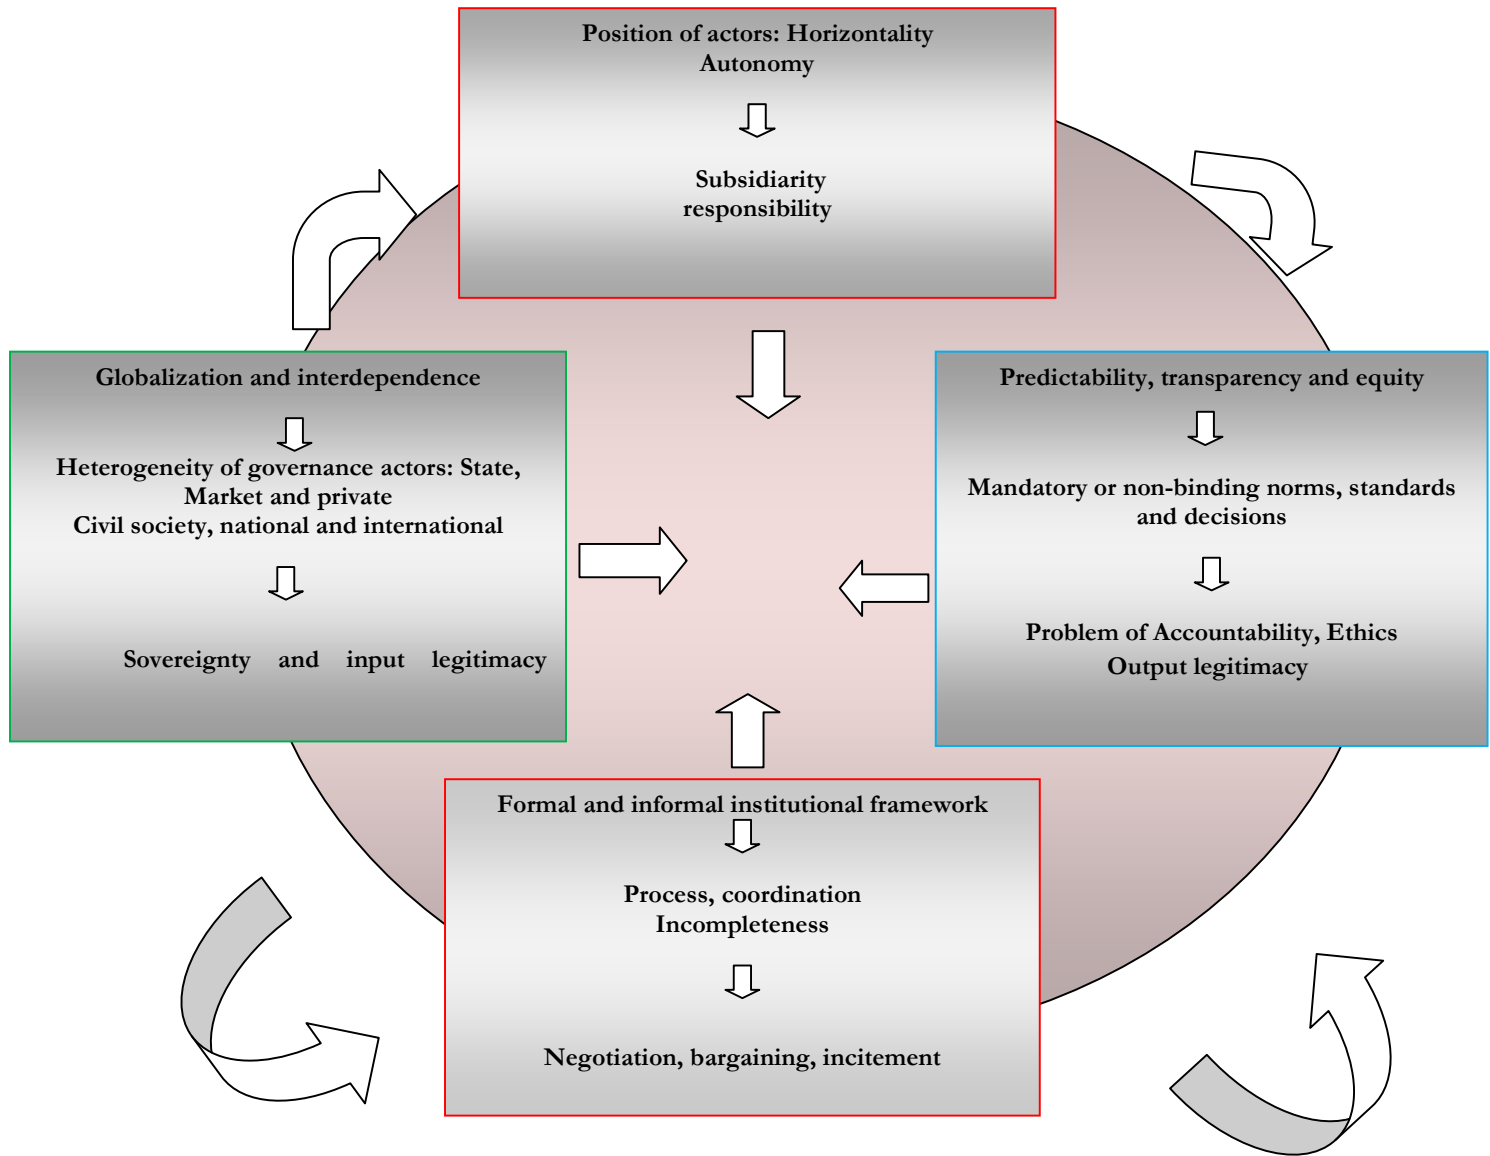 Position of actors: Horizontality
Autonomy
Subsidiarity
responsibility
Globalization and interdependence
Heterogeneity of governance actors: State,
Market and private
Civil society, national and international
Sovereignty and input legitimacy
Predictability, transparency and equity
Mandatory or non-binding norms, standards
and decisions
Problem of Accountability, Ethics
Output legitimacy
Formal and informal institutional framework
Process, coordination
Incompleteness
Negotiation, bargaining, incitement